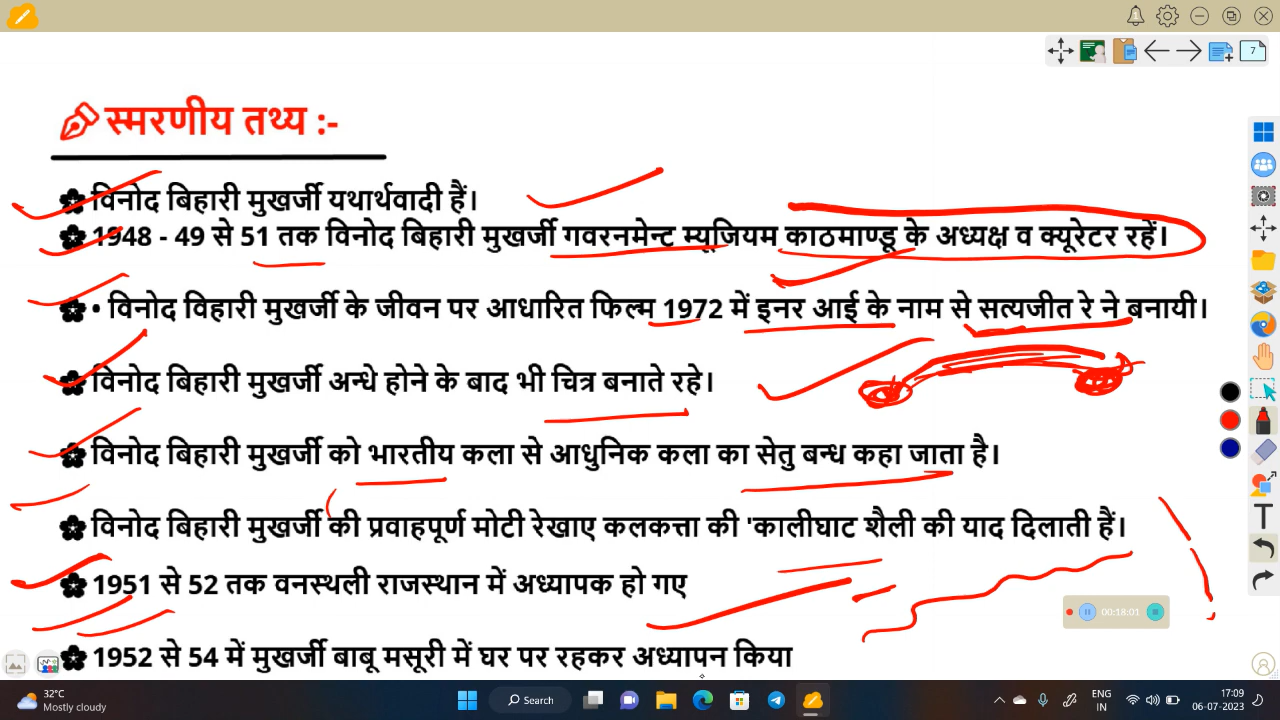 7
स्मरणीय तथ्य :-
विनोद बिहारी मुखर्जी यथार्थवादी हैं।
1948 - 49 से 51 तक विनोद बिहारी मुखर्जी गवरनमेन्ट म्यूजियम काठमाण्डू के अध्यक्ष व क्यूरेटर रहें।
• विनोद विहारी मुखर्जी के जीवन पर आधारित फिल्म 1972 में इनर आई के नाम से सत्यजीत रे ने बनायी।
विनोद बिहारी मुखर्जी अन्धे होने के बाद भी चित्र बनाते रहे।
विनोद बिहारी मुखर्जी को भारतीय कला से आधुनिक कला का सेतु बन्ध कहा जाता है।
विनोद बिहारी मुखर्जी की प्रवाहपूर्ण मोटी रेखाए कलकत्ता की 'कालीघाट शैली की याद दिलाती हैं।
1951 से 52 तक वनस्थली राजस्थान में अध्यापक हो गए
00:18:01
1952 से 54 में मुखर्जी बाबू मसूरी में घर पर रहकर अध्यापन किया
32°C
Mostly cloudy
Search
ENG
IN
17:09
06-07-2023